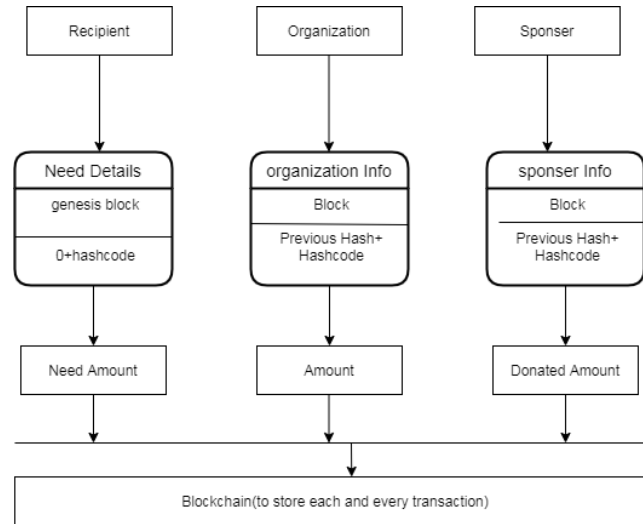 Recipient
Organization
Sponser
Need Details
genesis block
0+hashcode
organization Info
Block
Previous Hash+
Hashcode
sponser Info
Block
Previous Hash+
Hashcode
Need Amount
Amount
Donated Amount
Blockchain(to store each and every transaction)